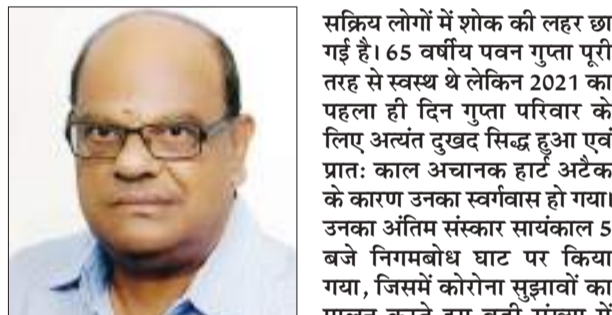 सक्रिय लोगों में शोक की लहर छा
गई है। 65 वर्षीय पवन गुप्ता पूरी
तरह से स्वस्थ थे लेकिन 2021 का
पहला ही दिन गुप्ता परिवार के
लिए अत्यंत दुखद सिद्ध हुआ एवं
प्रातः काल अचानक हार्ट अटैक
के कारण उनका स्वर्गवास हो गया।
उनका अंतिम संस्कार सायंकाल 5
बजे निगमबोध घाट पर किया
गया, जिसमें कोरोना सुझावों का